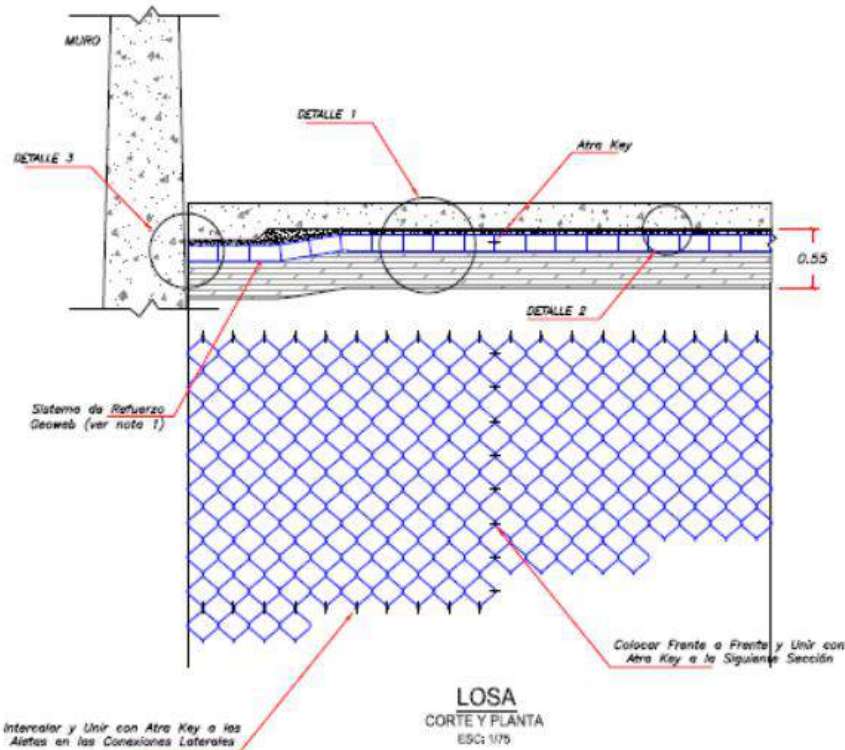 MURO
DETALLE 1
Atra Key
DETALLE 3
0.55
DETALLE 2
Sistema de Refuerzo
Geoweb (ver nota 1)
Colocar Frente a Frente y Unir con
Atra Key a la Siguiente Sección
LOSA
CORTE Y PLANTA
ESC: 1/75
Intercalar y Unir con Atra Key a las
Aletas en las Conexiones Laterales